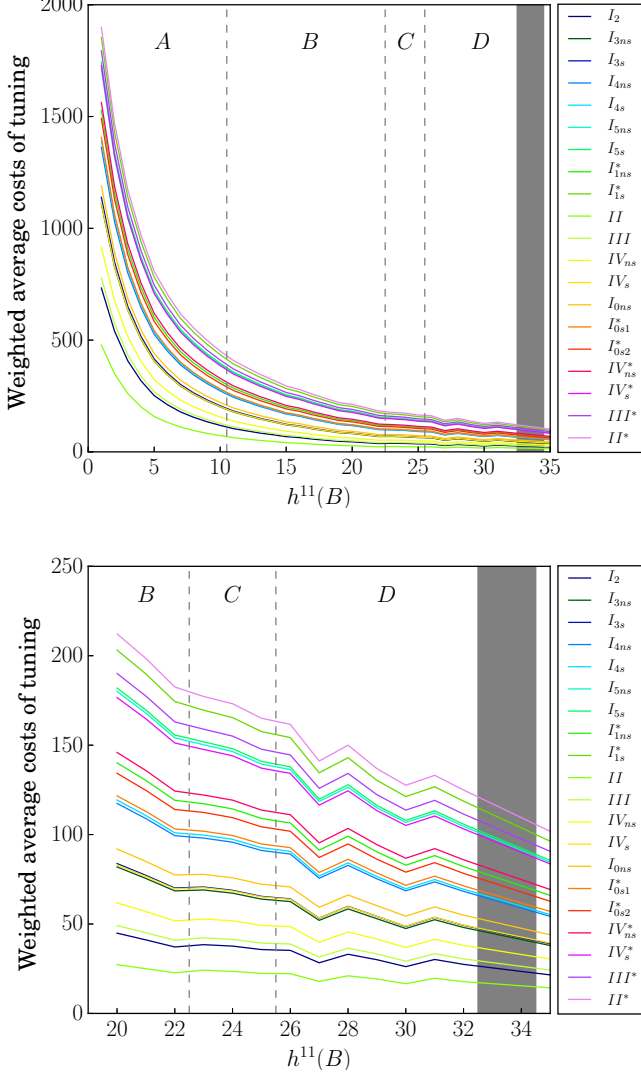 2000
1500
1000
500
0
Weighted average costs of tuning
A B C D
0 5 10 15 20 25 30 35
h^{11}(B)
I_2
I_{3ns}
I_{3s}
I_{4ns}
I_{4s}
I_{5ns}
I_{5s}
I^*_{1ns}
I^*_{1s}
II
III
IV_{ns}
IV_s
I_{0ns}
I^*_{0s1}
I^*_{0s2}
IV^*_{ns}
IV^*_s
III^*
II^*
250
200
150
100
50
0
Weighted average costs of tuning
B C D
20 22 24 26 28 30 32 34
h^{11}(B)
I_2
I_{3ns}
I_{3s}
I_{4ns}
I_{4s}
I_{5ns}
I_{5s}
I^*_{1ns}
I^*_{1s}
II
III
IV_{ns}
IV_s
I_{0ns}
I^*_{0s1}
I^*_{0s2}
IV^*_{ns}
IV^*_s
III^*
II^*